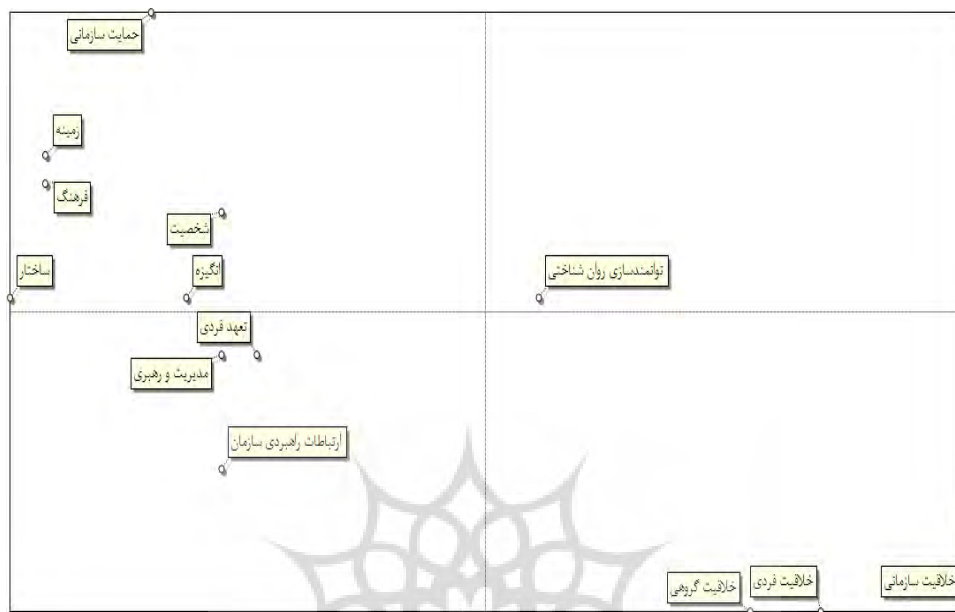 حمایت سازمانی
زمینه
فرهنگ
شخصیت
ساختار
انگیزه
توانمندسازی روان شناختی
تعهد فردی
مدیریت و رهبری
ارتباطات راهبردی سازمان
خلاقیت سازمانی
خلاقیت فردی
خلاقیت گروهی